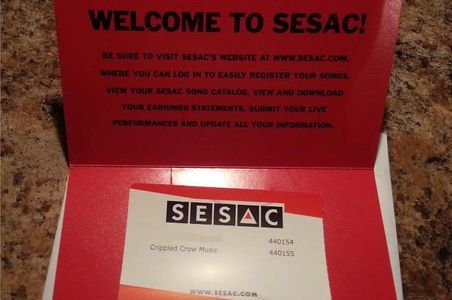 WELCOME TO SESAC!
BE SURE TO VISIT SESAC'S WEBSITE AT WWW.SESAC.COM,
WHERE YOU CAN LOG IN TO EASILY REGISTER YOUR SONGS,
VIEW YOUR SESAC SONG CATALOG, VIEW AND DOWNLOAD
YOUR EARNINGS STATEMENTS, SUBMIT YOUR LIVE
PERFORMANCES AND UPDATE ALL YOUR INFORMATION.
SESAC
440154
Crippled Crow Music 440155
WWW.SESAC.COM